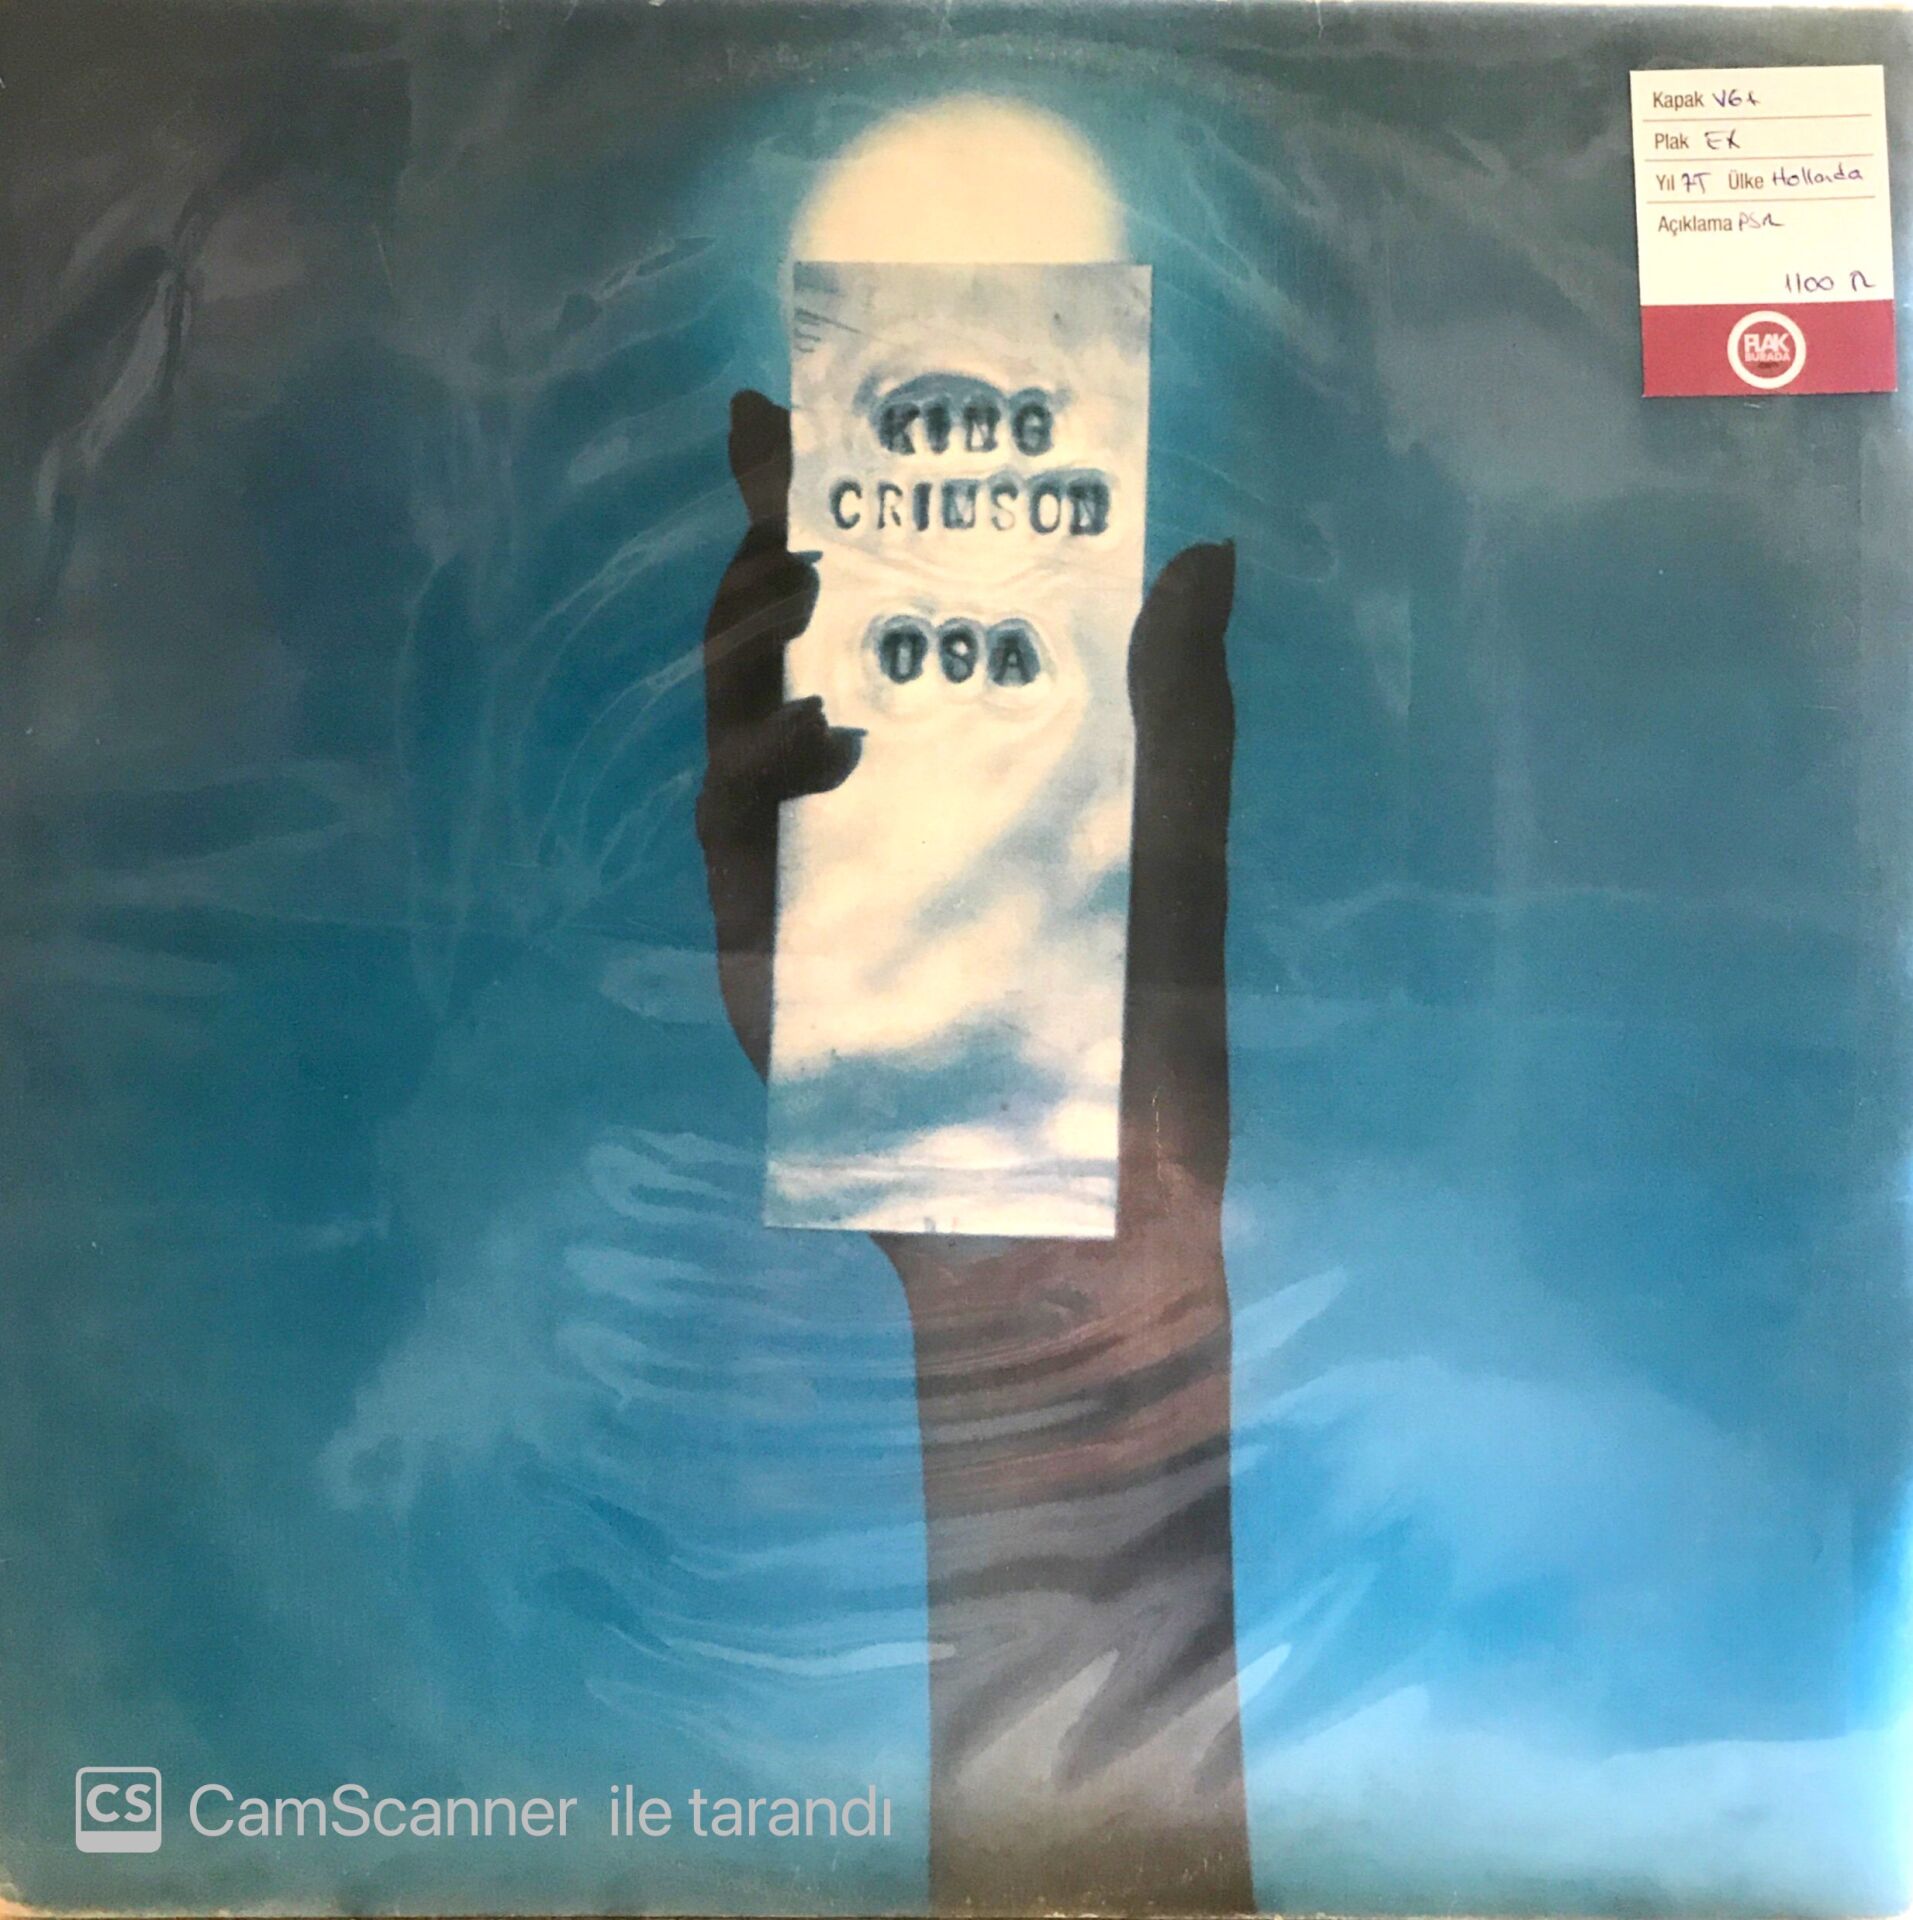 KING
CRIMSON
USA
Kapak VG+
Plak EX
Yıl 75 Ülke Hollanda
Açıklama
1100 TL
PLAK
BURADA
CS CamScanner ile tarandı